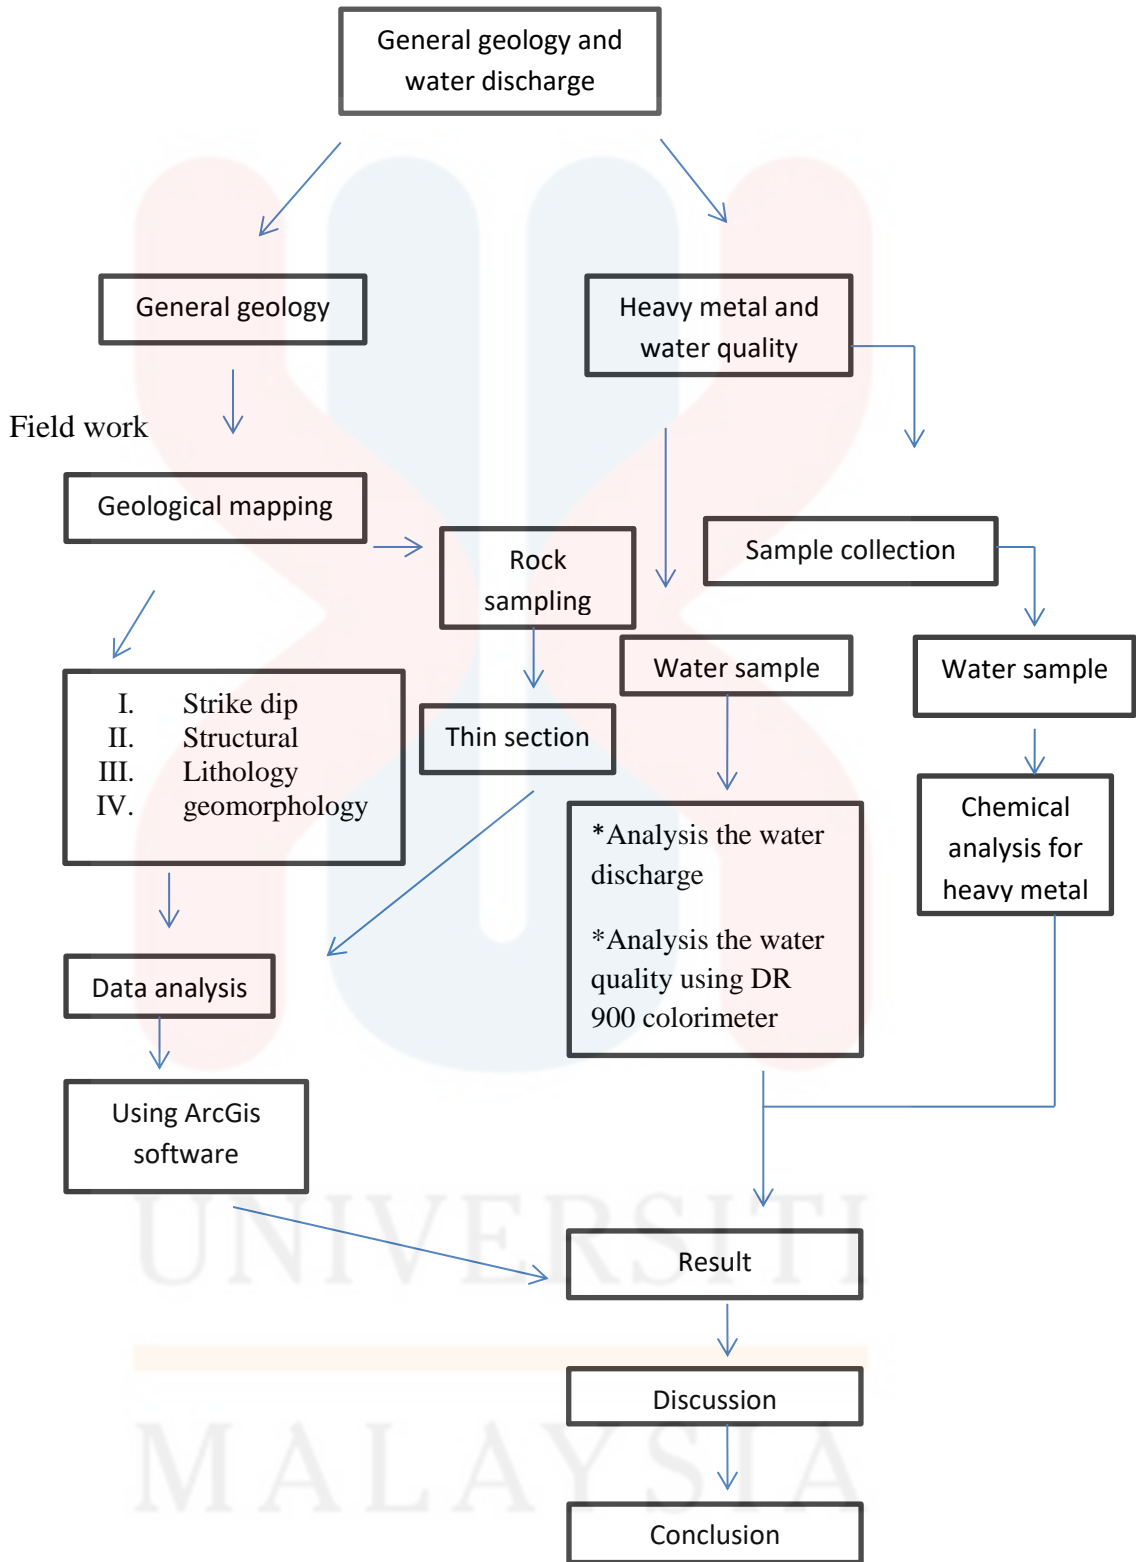 General geology and
water discharge
General geology
Heavy metal and
water quality
Field work
Geological mapping
Rock
sampling
Sample collection
Water sample
Water sample
I. Strike dip
II. Structural
III. Lithology
IV. geomorphology
Thin section
*Analysis the water
discharge
*Analysis the water
quality using DR
900 colorimeter
Chemical
analysis for
heavy metal
Data analysis
Using ArcGis
software
UNIVERSITI
Result
Discussion
MALAYSIA
Conclusion